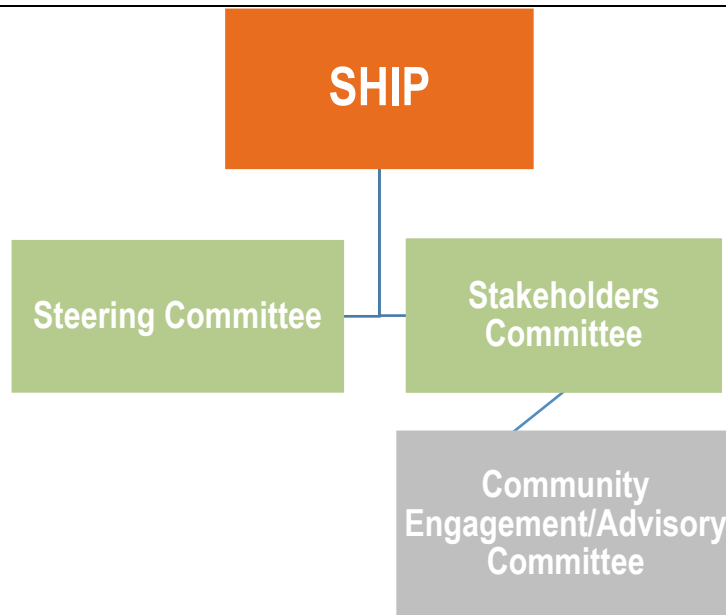 SHIP
Steering Committee
Stakeholders
Committee
Community
Engagement/Advisory
Committee